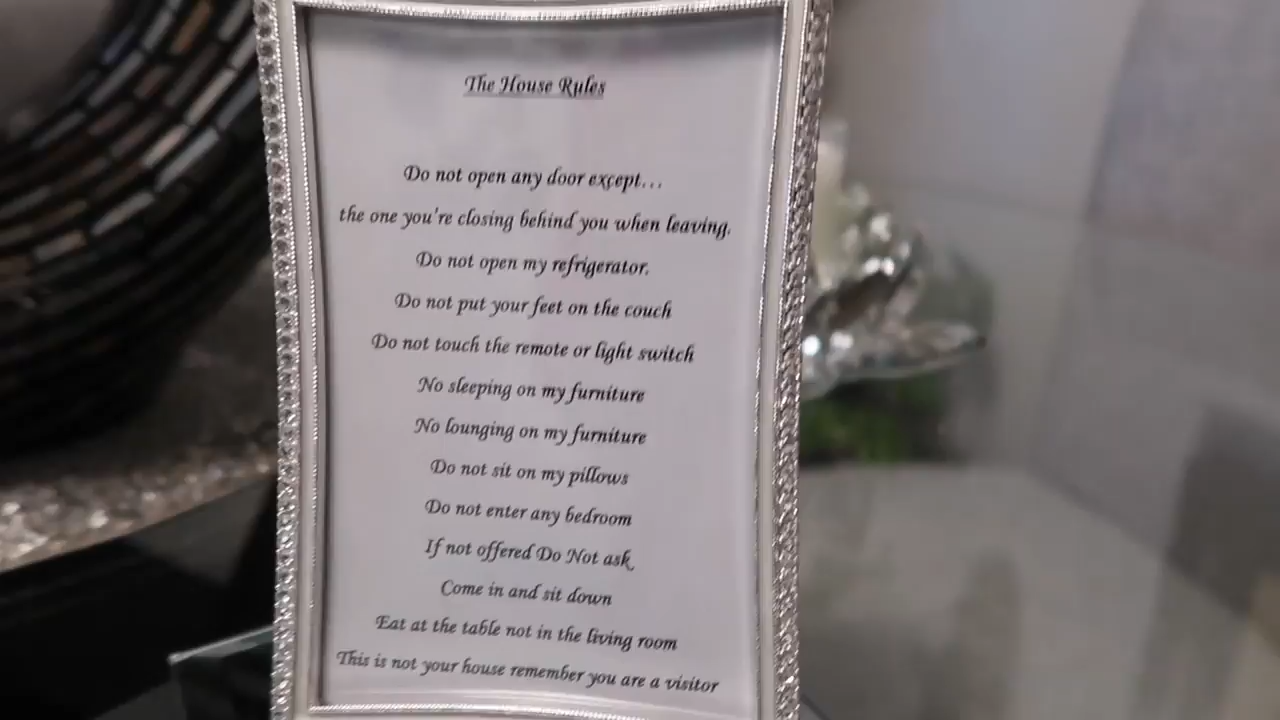 The House Rules
Do not open any door except...
the one you're closing behind you when leaving.
Do not open my refrigerator.
Do not put your feet on the couch
Do not touch the remote or light switch
No sleeping on my furniture
No lounging on my furniture
Do not sit on my pillows
Do not enter any bedroom
If not offered Do Not ask
Come in and sit down
Eat at the table not in the living room
This is not your house remember you are a visitor